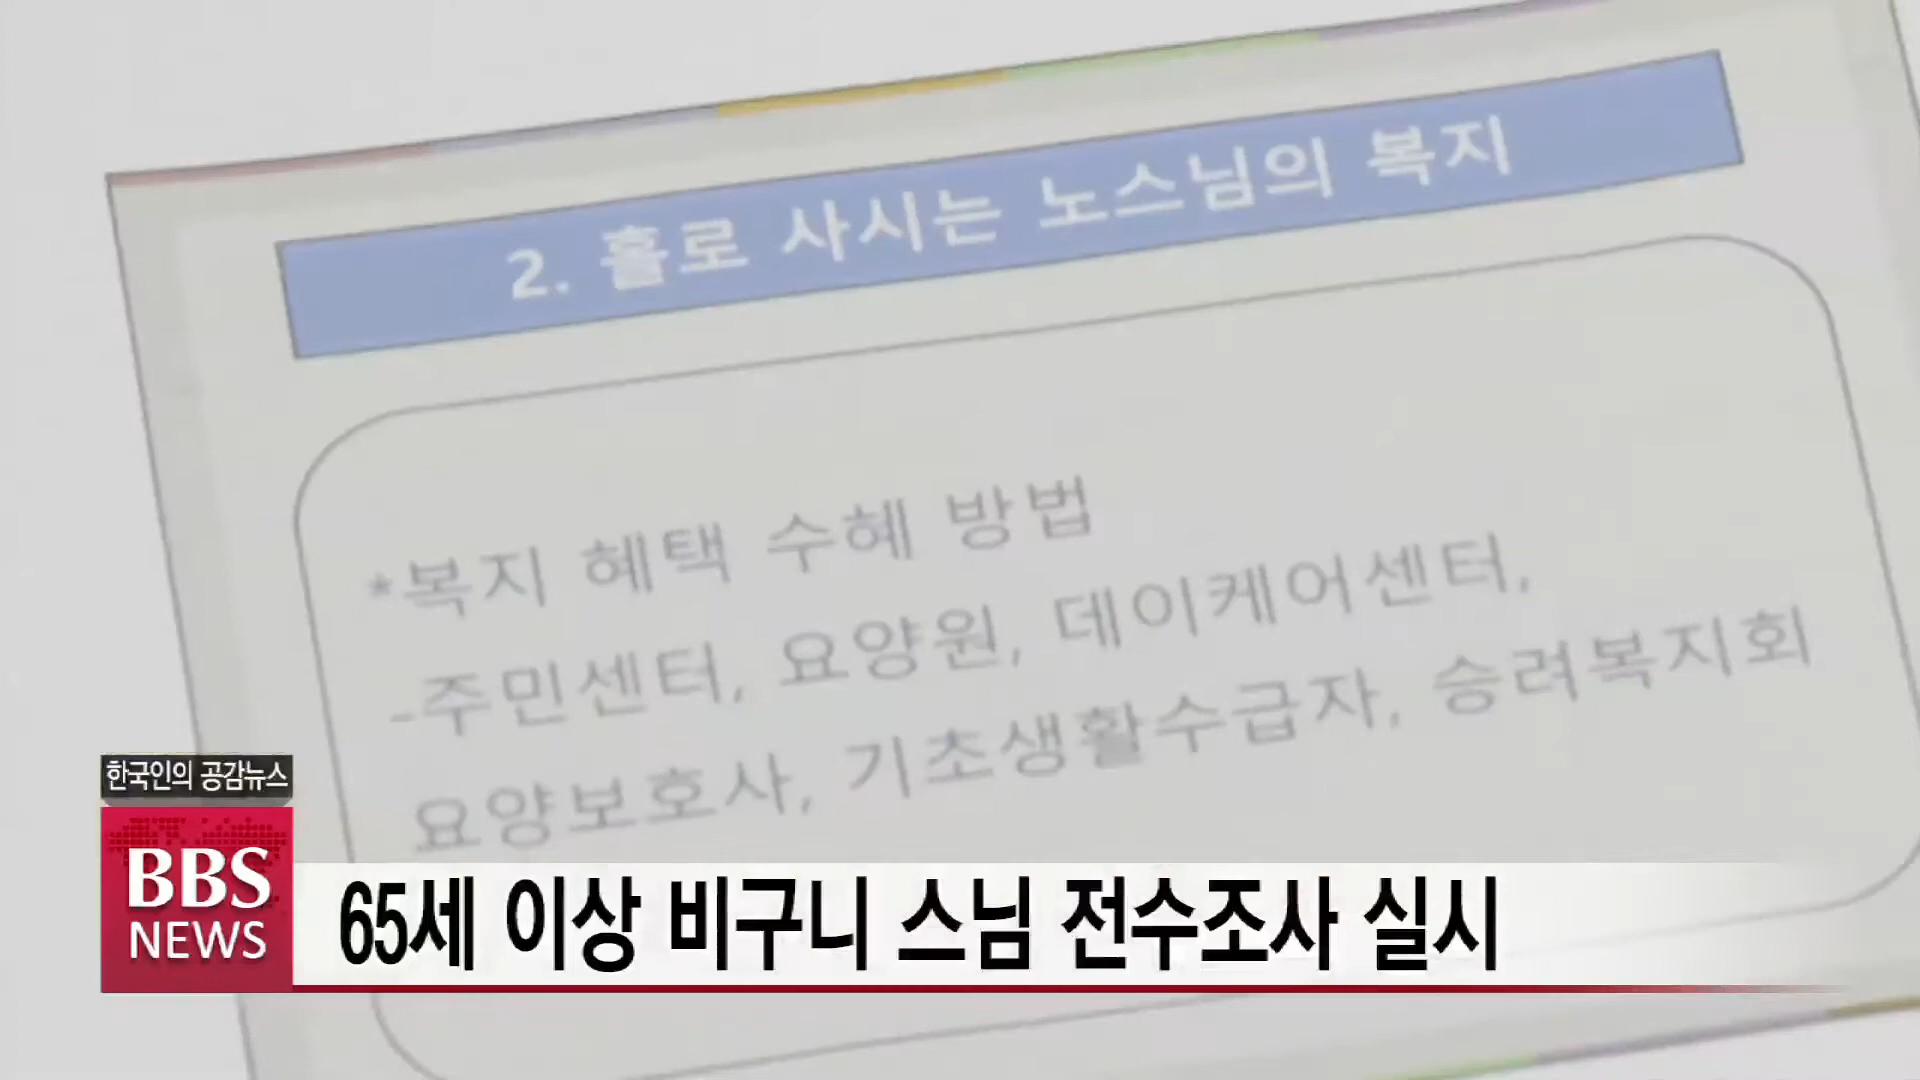 2. 홀로 사시는 노스님의 복지
*복지 혜택 수혜 방법
-주민센터, 요양원, 데이케어센터,
요양보호사, 기초생활수급자, 승려복지회
한국인의 공감뉴스
BBS
NEWS
65세 이상 비구니 스님 전수조사 실시